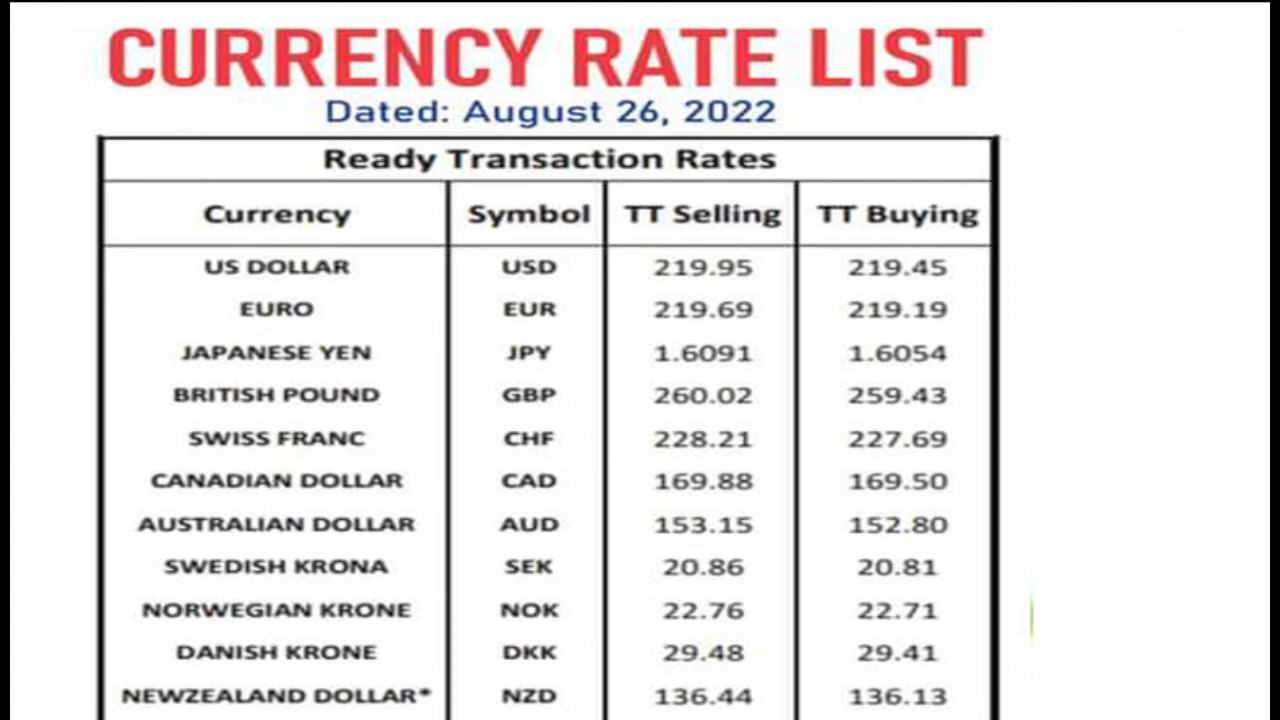 CURRENCY RATE LIST
Dated: August 26, 2022
Ready Transaction Rates
Currency Symbol TT Selling TT Buying
US DOLLAR USD 219.95 219.45
EURO EUR 219.69 219.19
JAPANESE YEN JPY 1.6091 1.6054
BRITISH POUND GBP 260.02 259.43
SWISS FRANC CHF 228.21 227.69
CANADIAN DOLLAR CAD 169.88 169.50
AUSTRALIAN DOLLAR AUD 153.15 152.80
SWEDISH KRONA SEK 20.86 20.81
NORWEGIAN KRONE NOK 22.76 22.71
DANISH KRONE DKK 29.48 29.41
NEWZEALAND DOLLAR* NZD 136.44 136.13